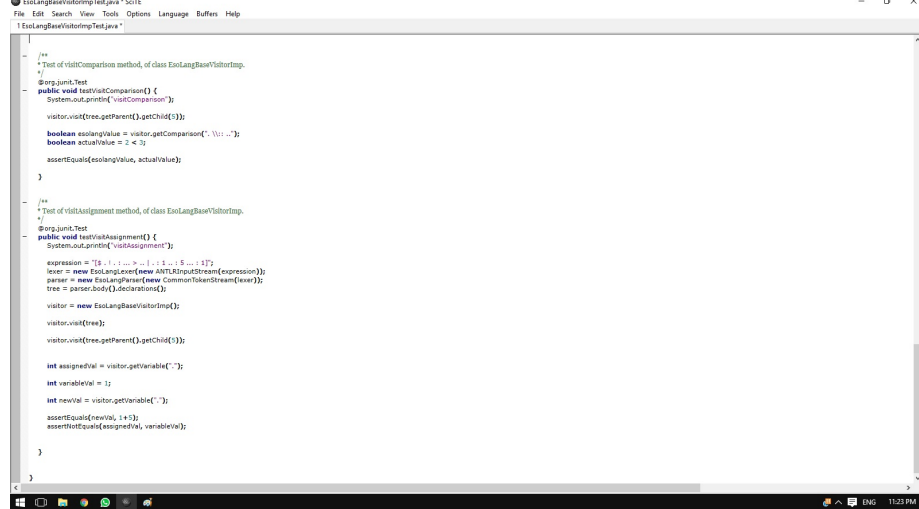 EsoLangBaseVisitorImpTest.java * SciTE
File Edit Search View Tools Options Language Buffers Help
1 EsoLangBaseVisitorImpTest.java *
/**
* Test of visitComparison method, of class EsoLangBaseVisitorImp.
*/
@org.junit.Test
public void testVisitComparison() {
System.out.println("visitComparison");
visitor.visit(tree.getParent().getChild(5));
boolean esolangValue = visitor.getComparison(". \\:: ..");
boolean actualValue = 2 < 3;
assertEquals(esolangValue, actualValue);
}
/**
* Test of visitAssignment method, of class EsoLangBaseVisitorImp.
*/
@org.junit.Test
public void testVisitAssignment() {
System.out.println("visitAssignment");
expression = "[$ . ! . : ... > .. | . : 1 .. : 5 ... : 1]";
lexer = new EsoLangLexer(new ANTLRInputStream(expression));
parser = new EsoLangParser(new CommonTokenStream(lexer));
tree = parser.body().declarations();
visitor = new EsoLangBaseVisitorImp();
visitor.visit(tree);
visitor.visit(tree.getParent().getChild(5));
int assignedVal = visitor.getVariable(".");
int variableVal = 1;
int newVal = visitor.getVariable(".");
assertEquals(newVal, 1+5);
assertNotEquals(assignedVal, variableVal);
}
}
ENG 11:23 PM